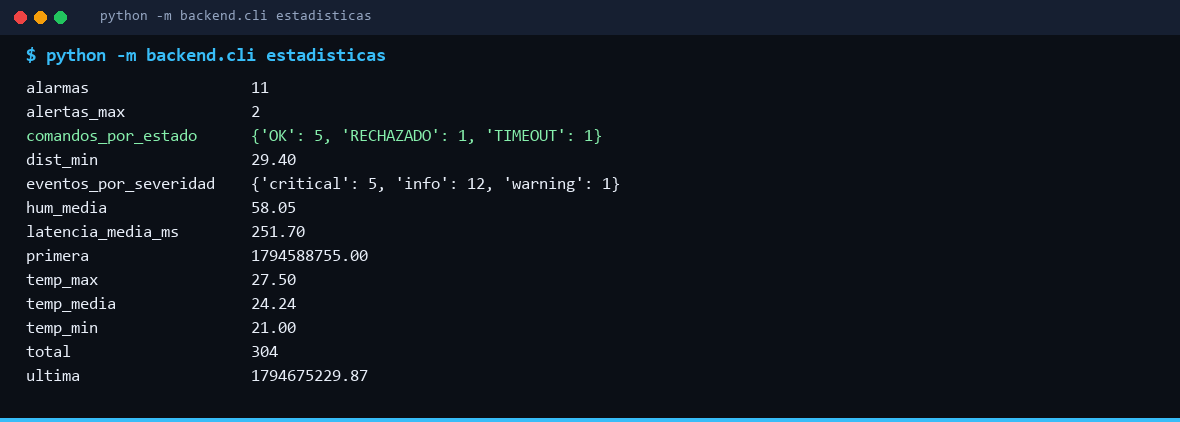 python -m backend.cli estadisticas
$ python -m backend.cli estadisticas
alarmas 11
alertas_max 2
comandos_por_estado {'OK': 5, 'RECHAZADO': 1, 'TIMEOUT': 1}
dist_min 29.40
eventos_por_severidad {'critical': 5, 'info': 12, 'warning': 1}
hum_media 58.05
latencia_media_ms 251.70
primera 1794588755.00
temp_max 27.50
temp_media 24.24
temp_min 21.00
total 304
ultima 1794675229.87